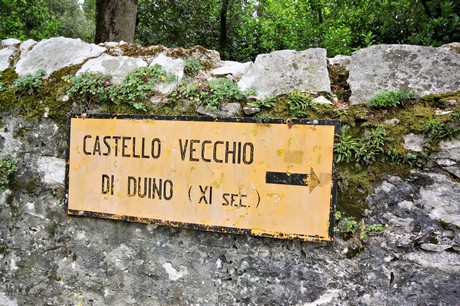 CASTELLO VECCHIO
DI DUINO (XI SEC.)